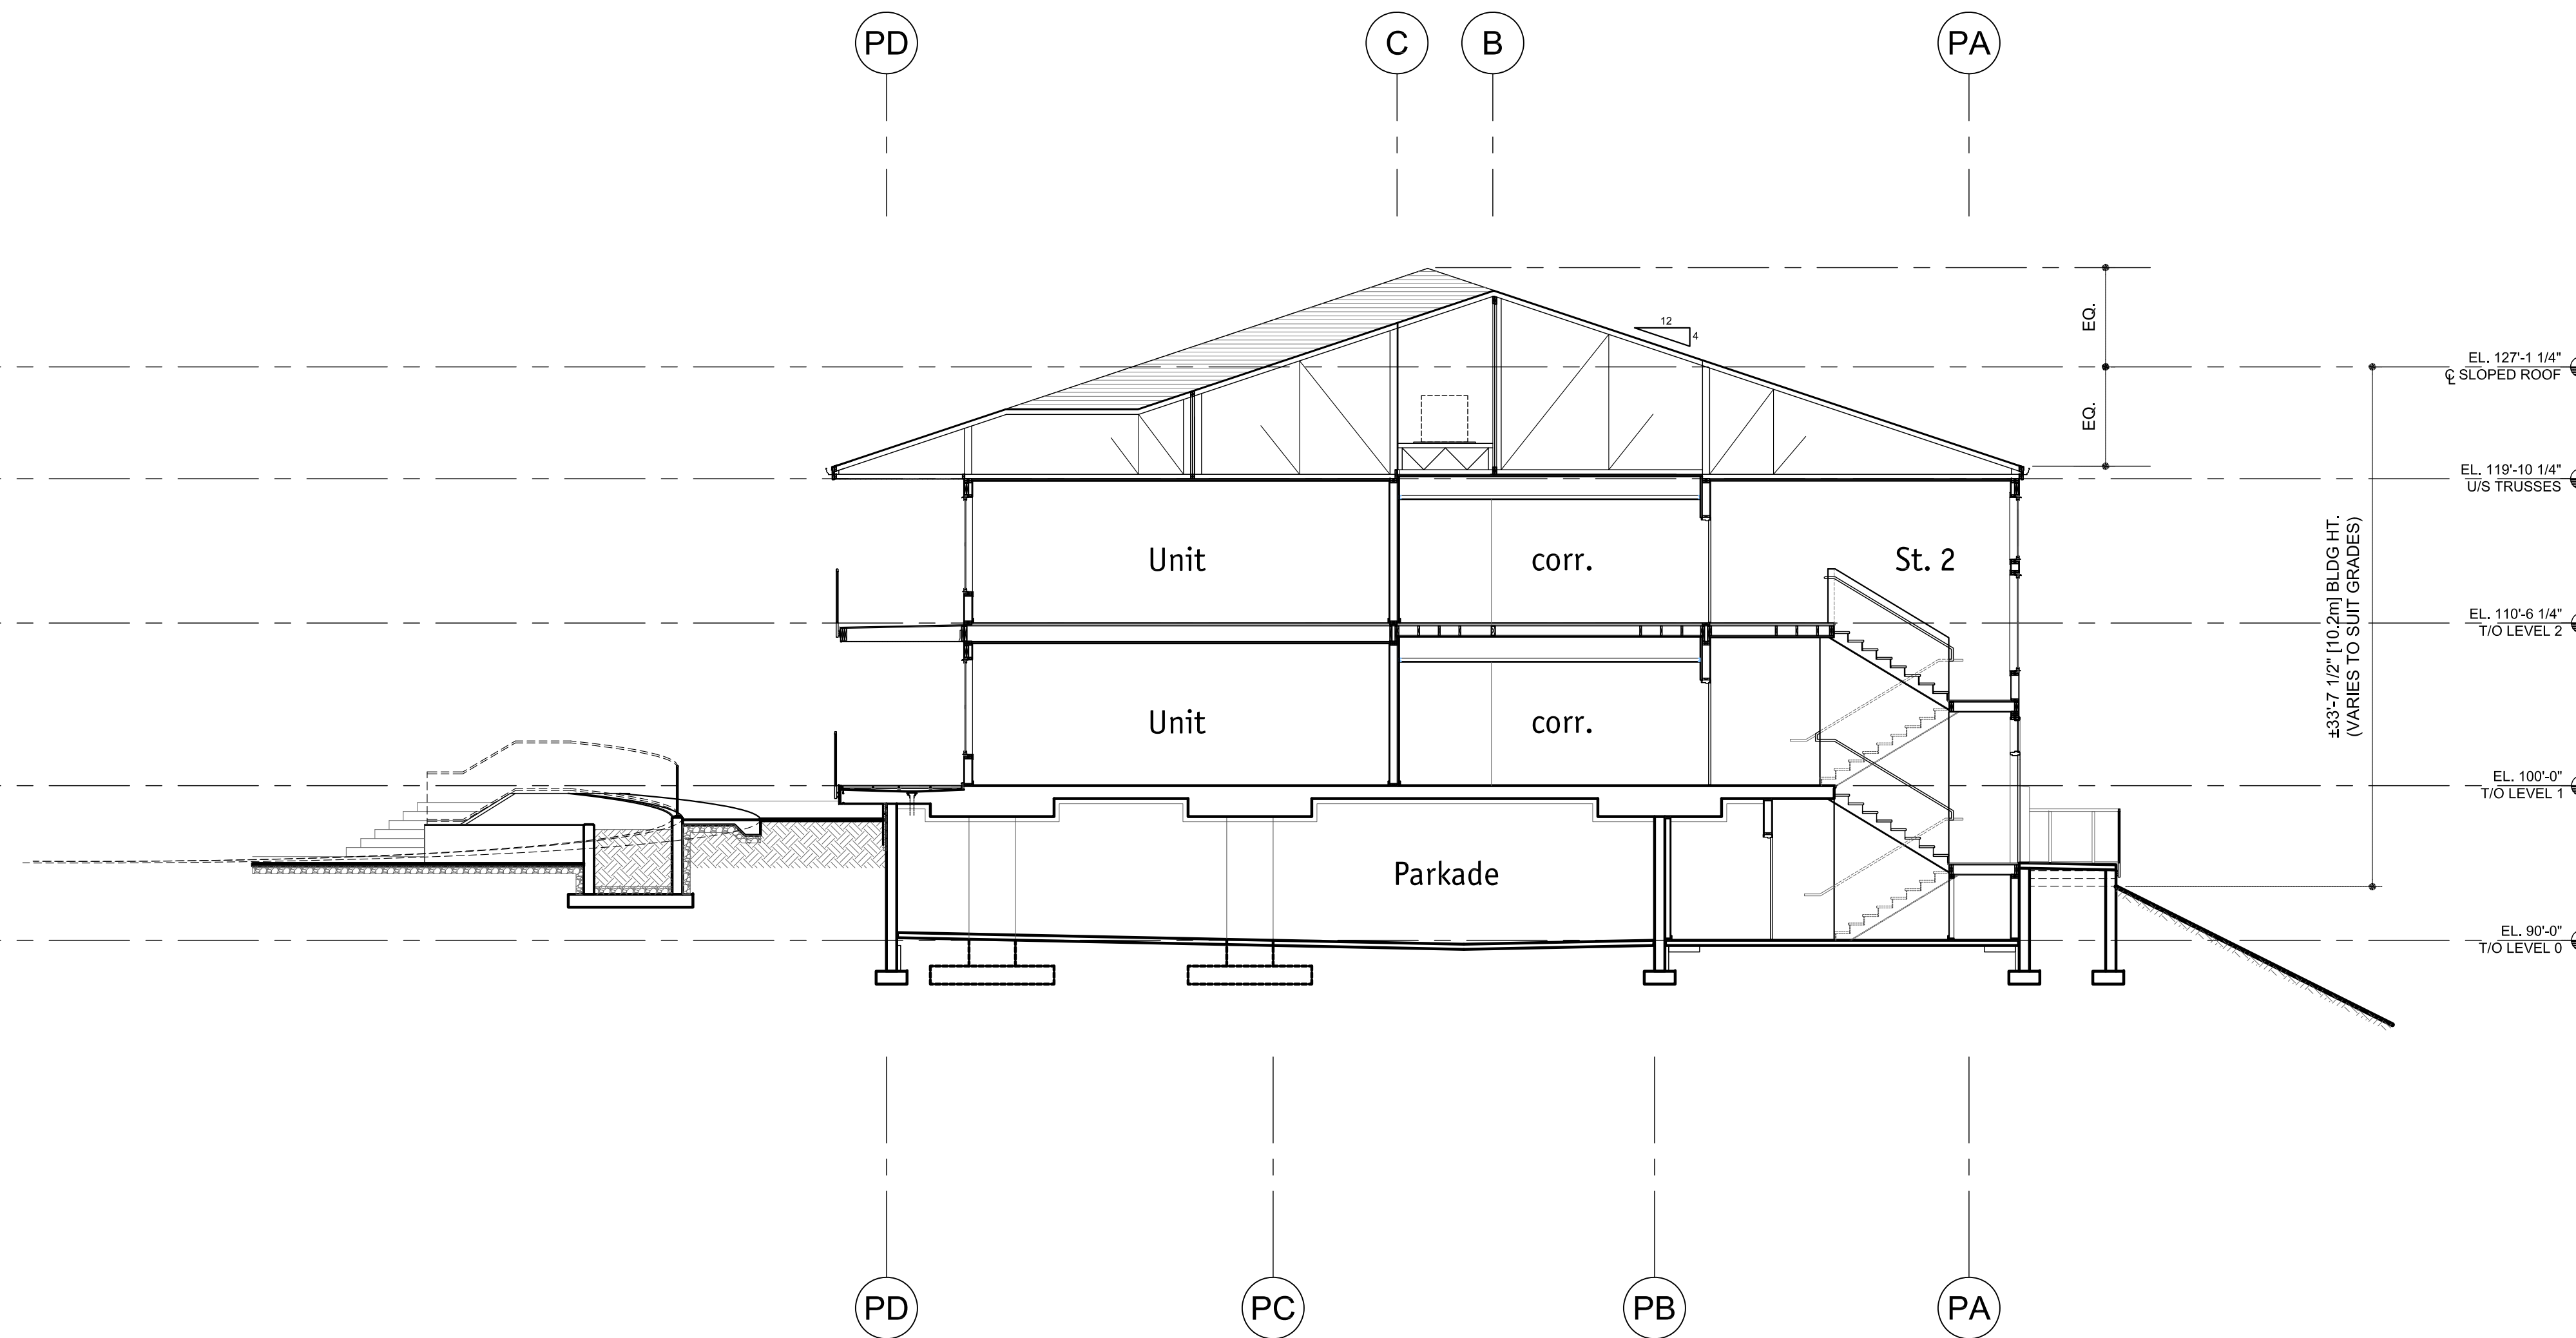 PD
C
B
PA
12
4
EQ.
EQ.
EL. 127'-1 1/4"
℄ SLOPED ROOF
EL. 119'-10 1/4"
U/S TRUSSES
±33'-7 1/2" [10.2m] BLDG HT.
(VARIES TO SUIT GRADES)
Unit
corr.
St. 2
EL. 110'-6 1/4"
T/O LEVEL 2
Unit
corr.
EL. 100'-0"
T/O LEVEL 1
Parkade
EL. 90'-0"
T/O LEVEL 0
PD
PC
PB
PA